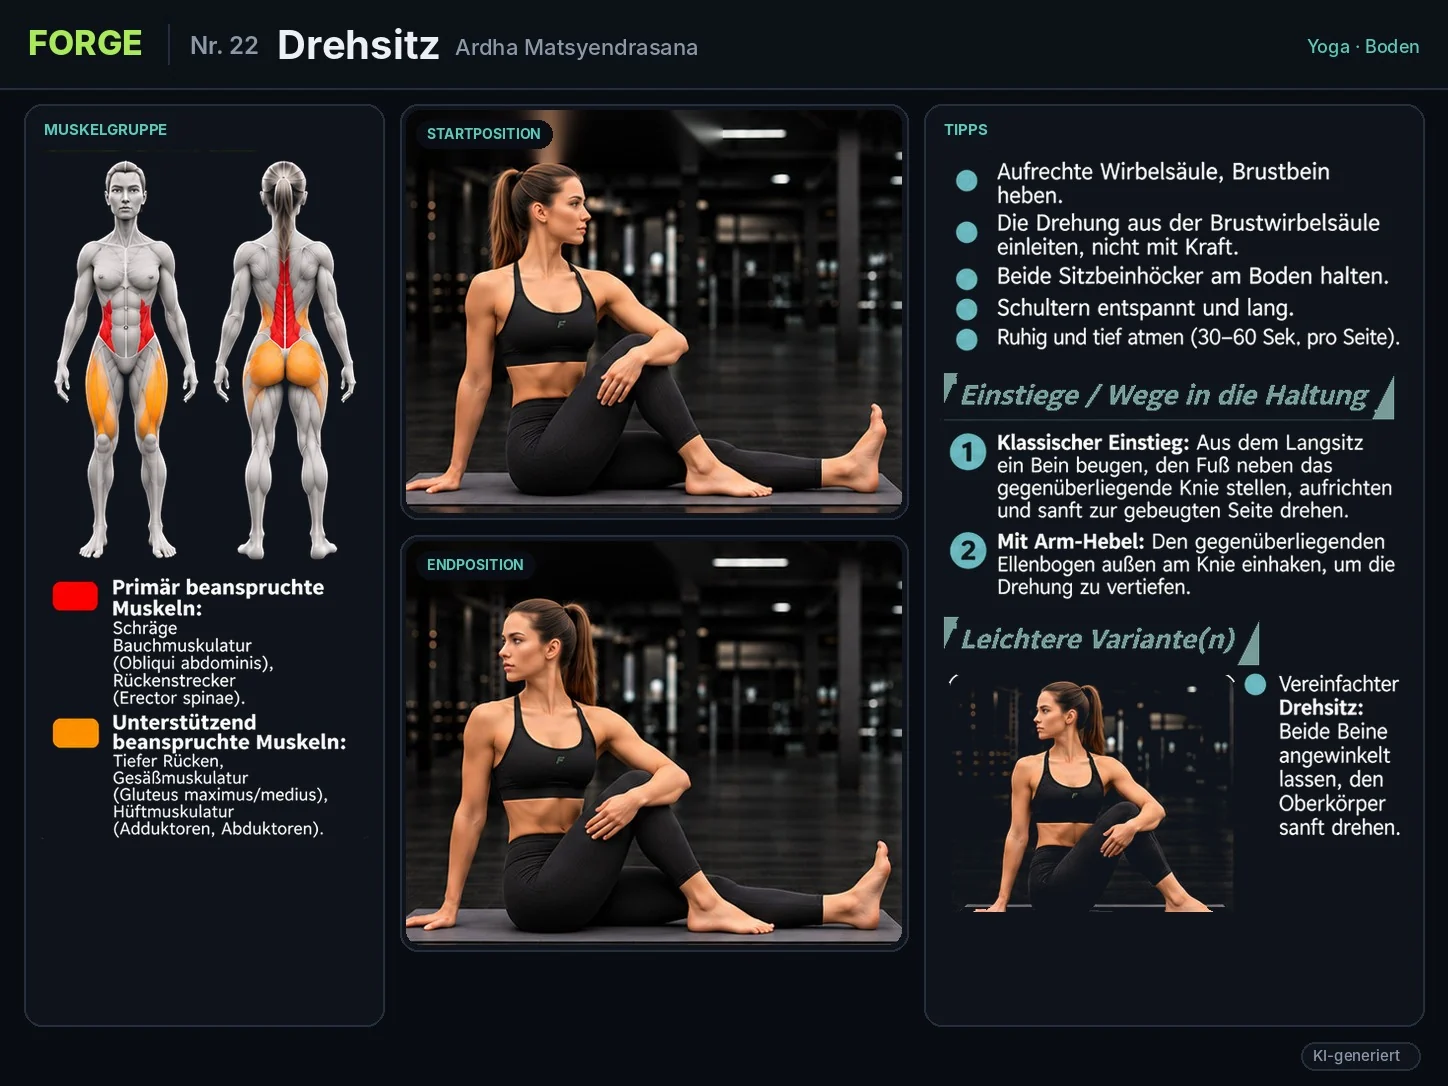 FORGE
Nr. 22
Drehsitz
Ardha Matsyendrasana
Yoga · Boden
MUSKELGRUPPE
Primär beanspruchte
Muskeln:
Schräge
Bauchmuskulatur
(Obliqui abdominis),
Rückenstrecker
(Erector spinae).
Unterstützend
beanspruchte Muskeln:
Tiefer Rücken,
Gesäßmuskulatur
(Gluteus maximus/medius),
Hüftmuskulatur
(Adduktoren, Abduktoren).
STARTPOSITION
ENDPOSITION
TIPPS
Aufrechte Wirbelsäule, Brustbein
heben.
Die Drehung aus der Brustwirbelsäule
einleiten, nicht mit Kraft.
Beide Sitzbeinhöcker am Boden halten.
Schultern entspannt und lang.
Ruhig und tief atmen (30–60 Sek. pro Seite).
Einstiege / Wege in die Haltung
1 Klassischer Einstieg: Aus dem Langsitz
ein Bein beugen, den Fuß neben das
gegenüberliegende Knie stellen, aufrichten
und sanft zur gebeugten Seite drehen.
2 Mit Arm-Hebel: Den gegenüberliegenden
Ellenbogen außen am Knie einhaken, um die
Drehung zu vertiefen.
Leichtere Variante(n)
Vereinfachter
Drehsitz:
Beide Beine
angewinkelt
lassen, den
Oberkörper
sanft drehen.
KI-generiert